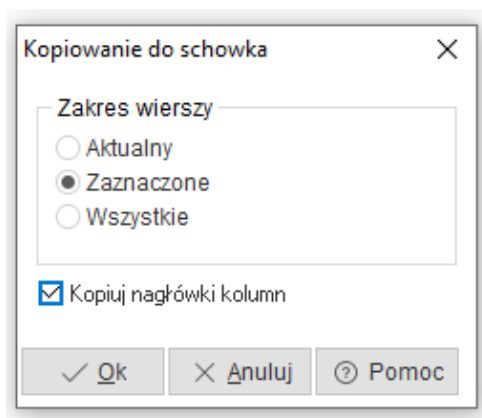 Kopiowanie do schowka
Zakres wierszy
Aktualny
Zaznaczone
Wszystkie
Kopiuj nagłówki kolumn
Ok Anuluj Pomoc